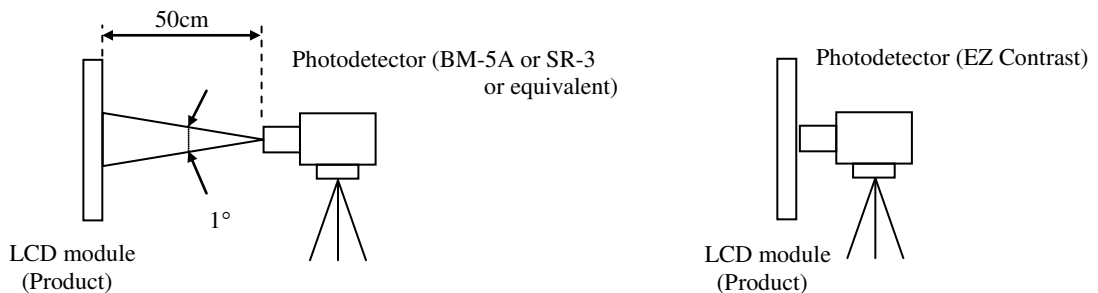 50cm
Photodetector (BM-5A or SR-3
or equivalent)
1°
LCD module
(Product)
Photodetector (EZ Contrast)
LCD module
(Product)